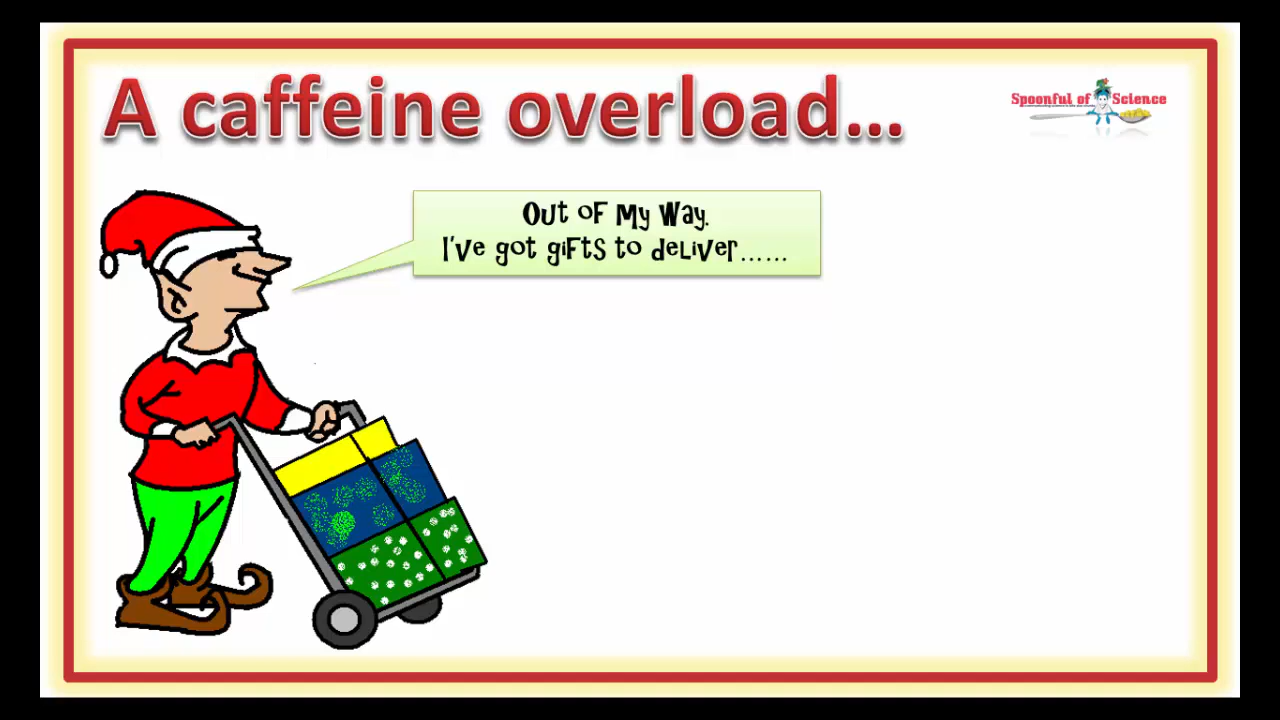 A caffeine overload...
Spoonful of Science
Out of My Way.
I've got gifts to deliver......